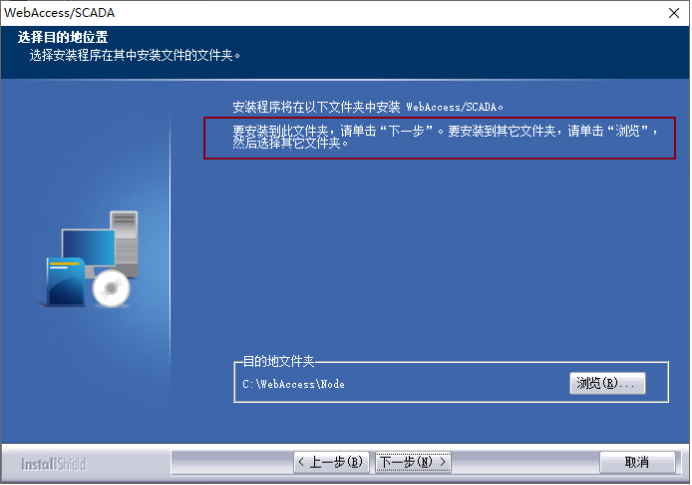 WebAccess/SCADA
选择目的地位置
选择安装程序在其中安装文件的文件夹。
安装程序将在以下文件夹中安装 WebAccess/SCADA。
要安装到此文件夹，请单击“下一步”。要安装到其它文件夹，请单击“浏览”，
然后选择其它文件夹。
目的地文件夹
C:\WebAccess\Node
浏览(R)...
InstallShield
< 上一步(B)
下一步(N) >
取消